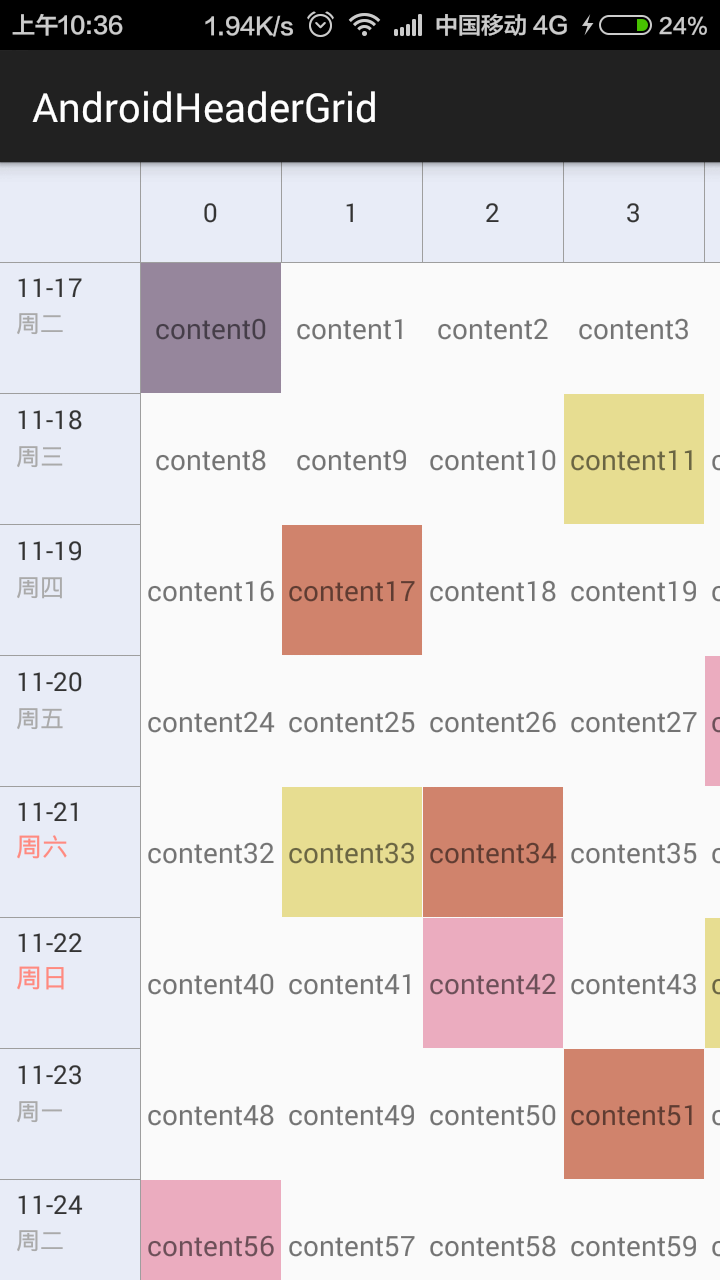 上午10:36 1.94K/s 中国移动 4G 24%
AndroidHeaderGrid
0 1 2 3
11-17
周二
content0 content1 content2 content3
11-18
周三
content8 content9 content10 content11 c
11-19
周四
content16 content17 content18 content19 c
11-20
周五
content24 content25 content26 content27 c
11-21
周六
content32 content33 content34 content35 c
11-22
周日
content40 content41 content42 content43 c
11-23
周一
content48 content49 content50 content51 c
11-24
周二
content56 content57 content58 content59 c